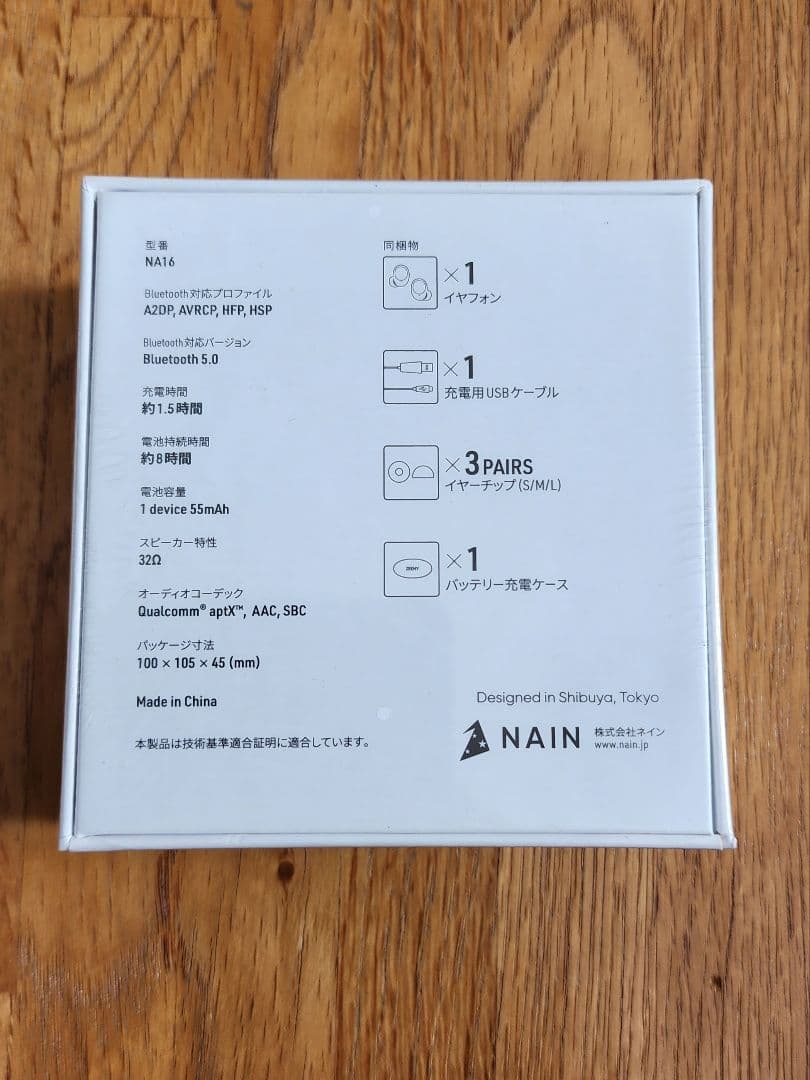 型番
NA16
Bluetooth対応プロファイル
A2DP, AVRCP, HFP, HSP
Bluetooth対応バージョン
Bluetooth 5.0
充電時間
約1.5時間
電池持続時間
約8時間
電池容量
1 device 55mAh
スピーカー特性
32Ω
オーディオコーデック
Qualcomm® aptX™, AAC, SBC
パッケージ寸法
100 × 105 × 45 (mm)
Made in China
本製品は技術基準適合証明に適合しています。
同梱物
×1
イヤフォン
×1
充電用USBケーブル
×3 PAIRS
イヤーチップ(S/M/L)
×1
バッテリー充電ケース
Designed in Shibuya, Tokyo
NAIN
株式会社ネイン
www.nain.jp